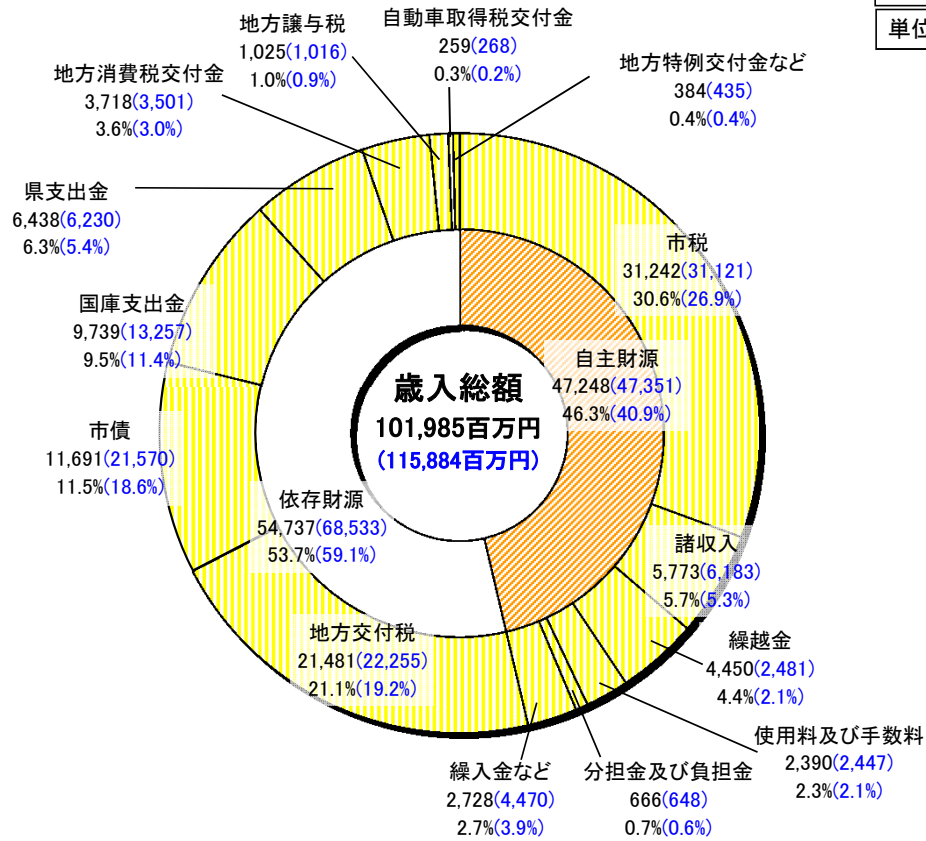 単位
自動車取得税交付金
259(268)
0.3%(0.2%)
地方譲与税
1,025(1,016)
1.0%(0.9%)
地方特例交付金など
384(435)
0.4%(0.4%)
地方消費税交付金
3,718(3,501)
3.6%(3.0%)
県支出金
6,438(6,230)
6.3%(5.4%)
市税
31,242(31,121)
30.6%(26.9%)
国庫支出金
9,739(13,257)
9.5%(11.4%)
自主財源
47,248(47,351)
46.3%(40.9%)
歳入総額
101,985百万円
(115,884百万円)
市債
11,691(21,570)
11.5%(18.6%)
依存財源
54,737(68,533)
53.7%(59.1%)
諸収入
5,773(6,183)
5.7%(5.3%)
地方交付税
21,481(22,255)
21.1%(19.2%)
繰越金
4,450(2,481)
4.4%(2.1%)
使用料及び手数料
2,390(2,447)
2.3%(2.1%)
繰入金など
2,728(4,470)
2.7%(3.9%)
分担金及び負担金
666(648)
0.7%(0.6%)